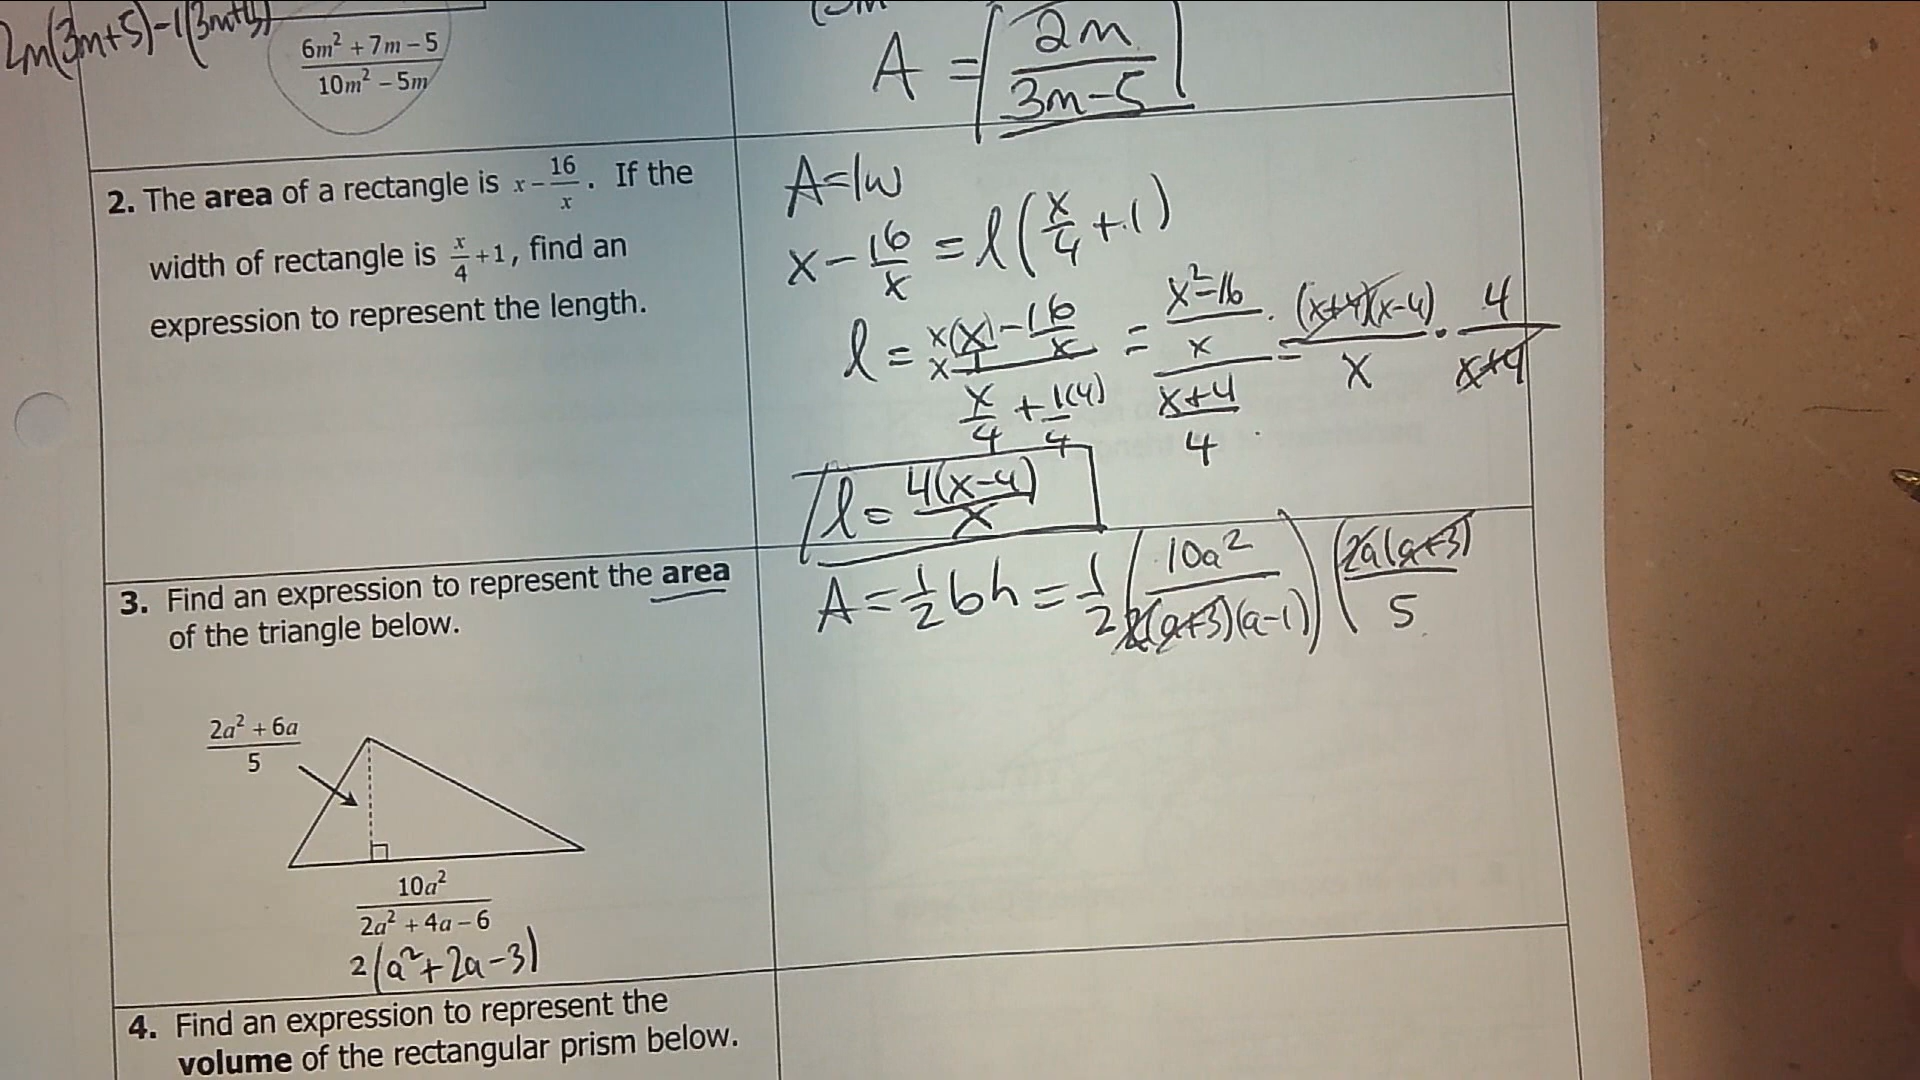 2m(3m+5)-1(3m+5)
6m² + 7m - 5
10m² - 5m
A = 2m / 3m-5
2. The area of a rectangle is x - 16/x. If the
width of rectangle is x/4 + 1, find an
expression to represent the length.
A=lw
x - 16/x = l(x/4 + 1)
l = x(x)/x·1 - 16/x / x/4 + 1(4)/4 = x²-16/x / x+4/4 = (x+4)(x-4)/x · 4/x+4
l = 4(x-4)/x
3. Find an expression to represent the area
of the triangle below.
A = 1/2 bh = 1/2 (10a² / 2(a+3)(a-1)) (2a(a+3) / 5)
2a² + 6a
5
10a²
2a² + 4a - 6
2(a²+2a-3)
4. Find an expression to represent the
volume of the rectangular prism below.